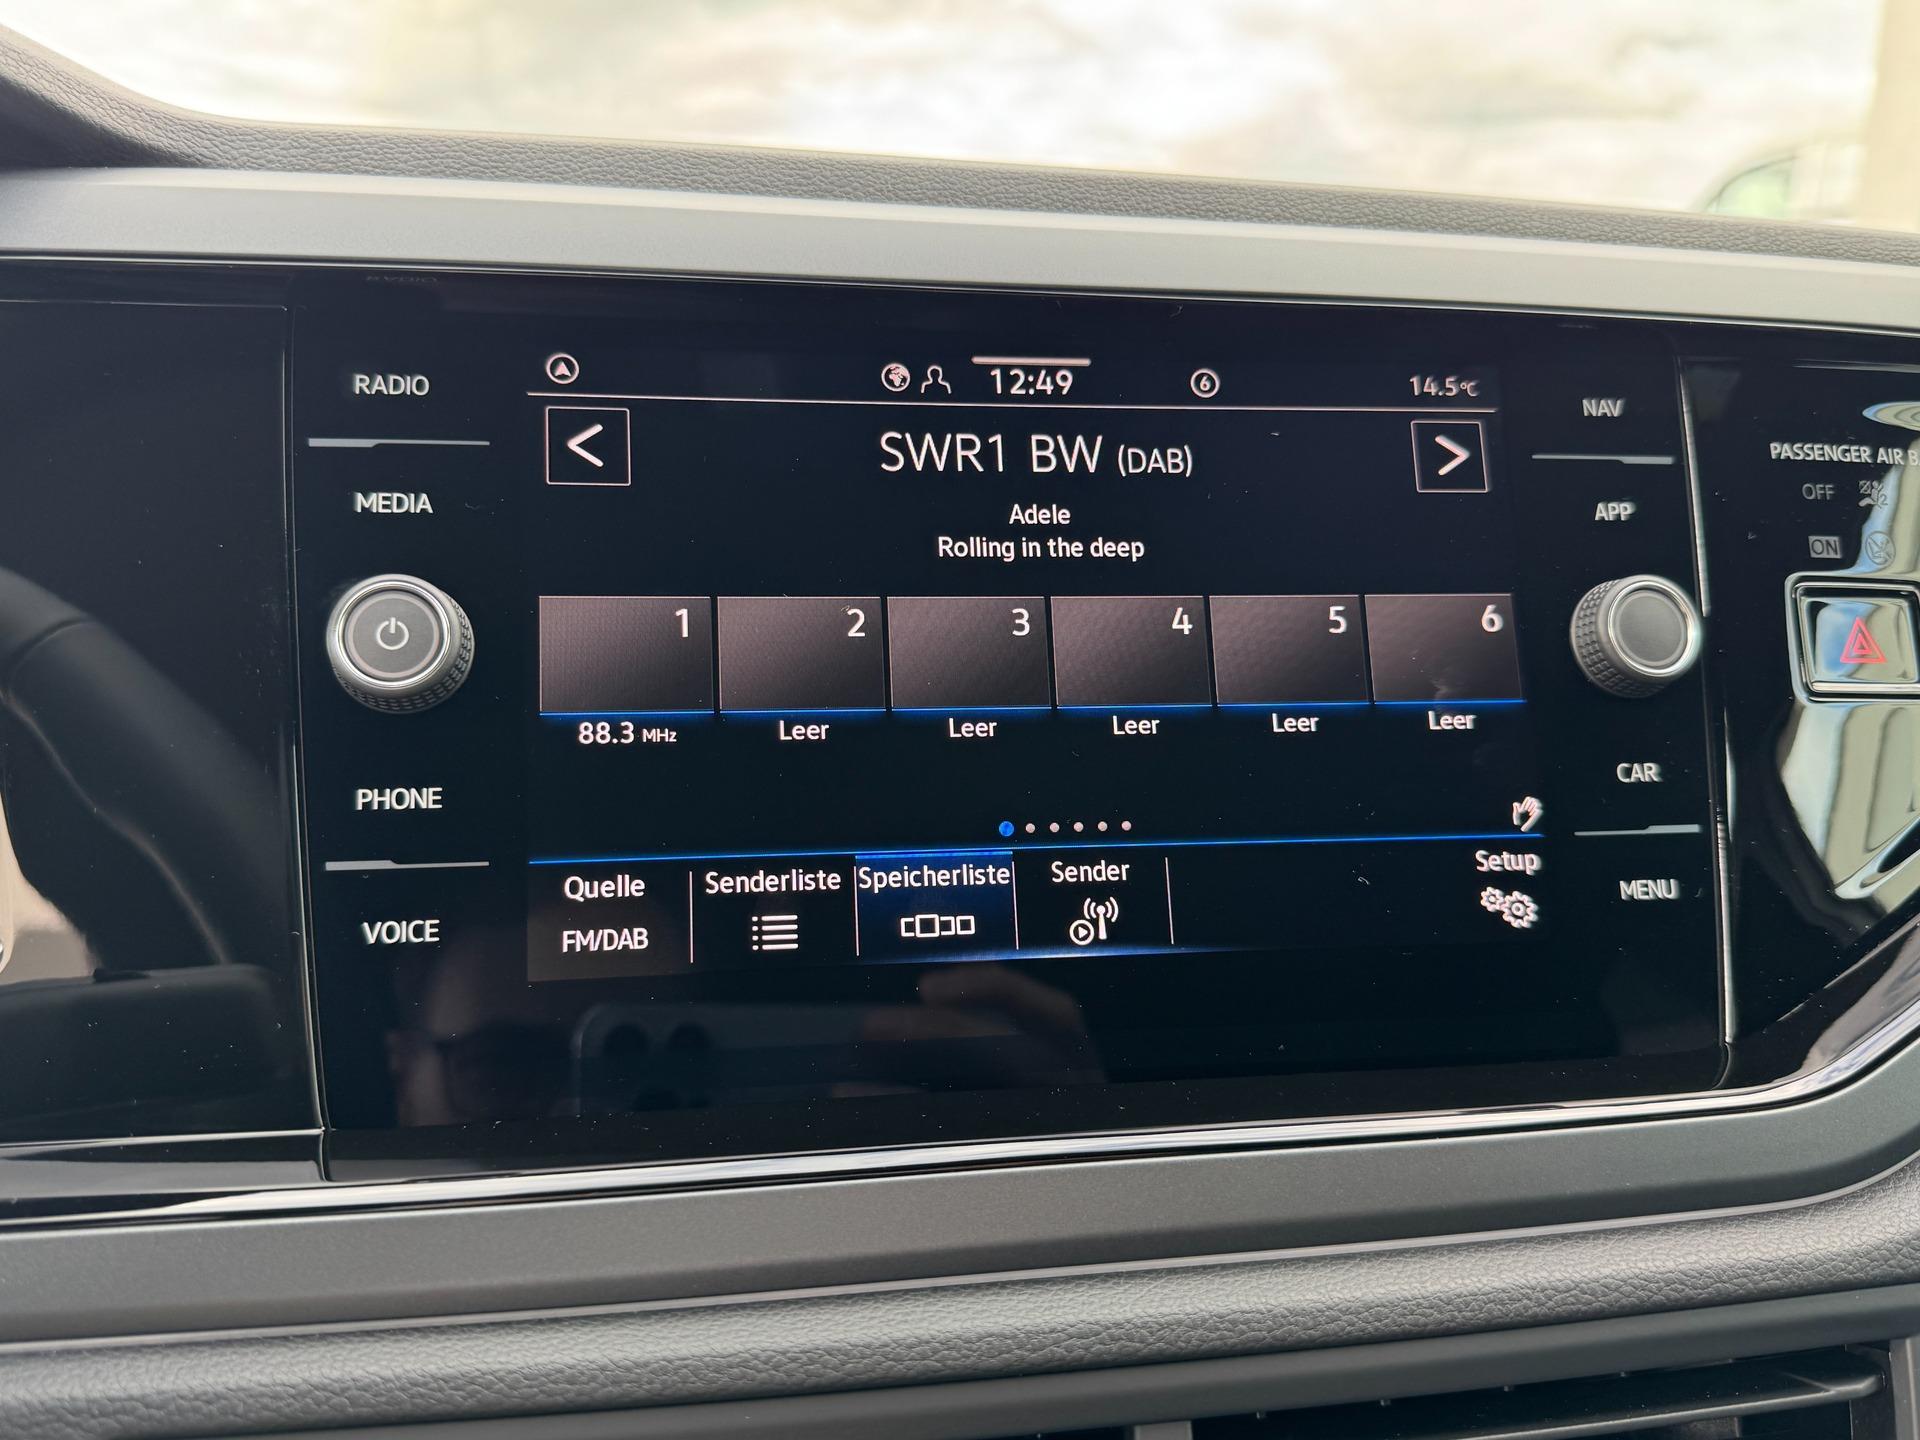 RADIO
MEDIA
PHONE
VOICE
12:49
6
14.5°C
<
SWR1 BW (DAB)
>
Adele
Rolling in the deep
1
2
3
4
5
6
88.3 MHz
Leer
Leer
Leer
Leer
Leer
Quelle
FM/DAB
Senderliste
Speicherliste
Sender
Setup
NAV
APP
CAR
MENU
PASSENGER AIR B
OFF
ON